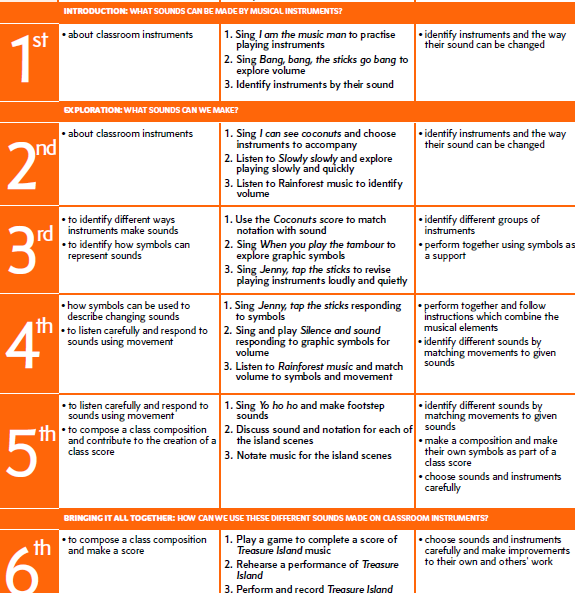 INTRODUCTION: WHAT SOUNDS CAN BE MADE BY MUSICAL INSTRUMENTS?
1st
• about classroom instruments
1. Sing I am the music man to practise
playing instruments
2. Sing Bang, bang, the sticks go bang to
explore volume
3. Identify instruments by their sound
• identify instruments and the way
their sound can be changed
EXPLORATION: WHAT SOUNDS CAN WE MAKE?
2nd
• about classroom instruments
1. Sing I can see coconuts and choose
instruments to accompany
2. Listen to Slowly slowly and explore
playing slowly and quickly
3. Listen to Rainforest music to identify
volume
• identify instruments and the way
their sound can be changed
3rd
• to identify different ways
instruments make sounds
• to identify how symbols can
represent sounds
1. Use the Coconuts score to match
notation with sound
2. Sing When you play the tambour to
explore graphic symbols
3. Sing Jenny, tap the sticks to revise
playing instruments loudly and quietly
• identify different groups of
instruments
• perform together using symbols as
a support
4th
• how symbols can be used to
describe changing sounds
• to listen carefully and respond to
sounds using movement
1. Sing Jenny, tap the sticks responding
to symbols
2. Sing and play Silence and sound
responding to graphic symbols for
volume
3. Listen to Rainforest music and match
volume to symbols and movement
• perform together and follow
instructions which combine the
musical elements
• identify different sounds by
matching movements to given
sounds
5th
• to listen carefully and respond to
sounds using movement
• to compose a class composition
and contribute to the creation of a
class score
1. Sing Yo ho ho and make footstep
sounds
2. Discuss sound and notation for each of
the island scenes
3. Notate music for the island scenes
• identify different sounds by
matching movements to given
sounds
• make a composition and make
their own symbols as part of a
class score
• choose sounds and instruments
carefully
BRINGING IT ALL TOGETHER: HOW CAN WE USE THESE DIFFERENT SOUNDS MADE ON CLASSROOM INSTRUMENTS?
6th
• to compose a class composition
and make a score
1. Play a game to complete a score of
Treasure Island music
2. Rehearse a performance of Treasure
Island
3. Perform and record Treasure Island
• choose sounds and instruments
carefully and make improvements
to their own and others' work